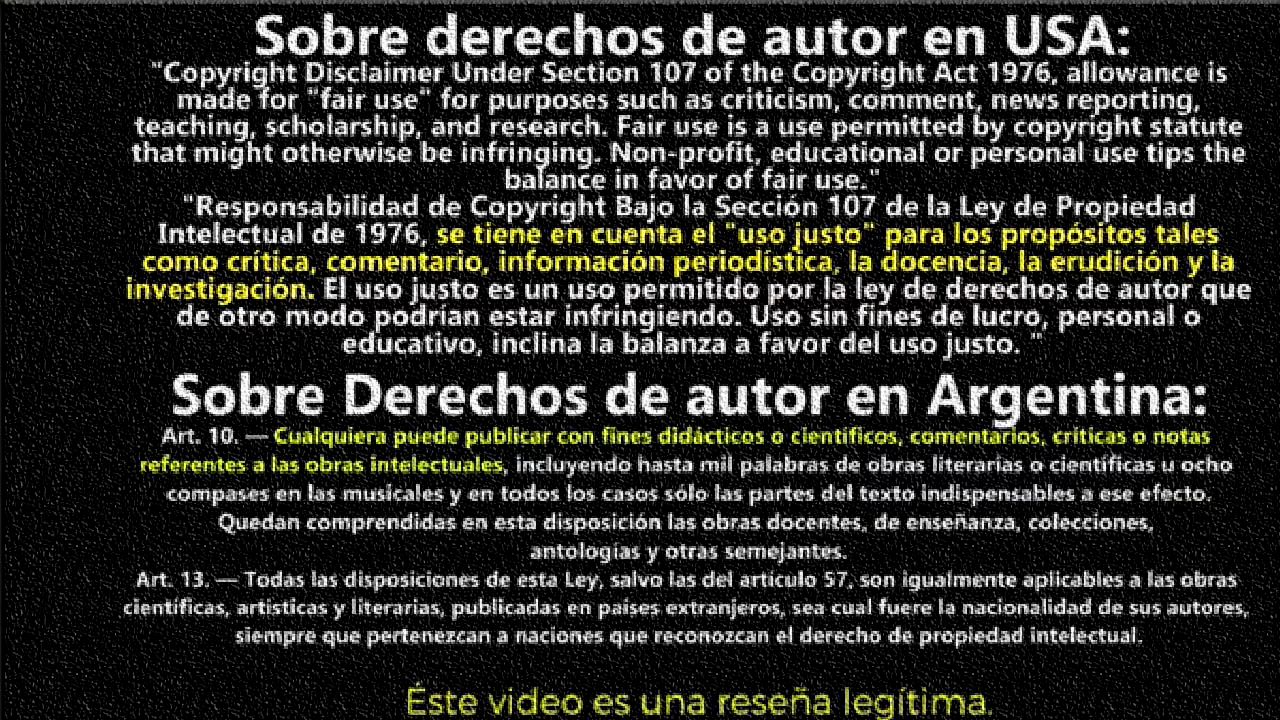 Sobre derechos de autor en USA:
"Copyright Disclaimer Under Section 107 of the Copyright Act 1976, allowance is
made for "fair use" for purposes such as criticism, comment, news reporting,
teaching, scholarship, and research. Fair use is a use permitted by copyright statute
that might otherwise be infringing. Non-profit, educational or personal use tips the
balance in favor of fair use."
"Responsabilidad de Copyright Bajo la Sección 107 de la Ley de Propiedad
Intelectual de 1976, se tiene en cuenta el "uso justo" para los propósitos tales
como crítica, comentario, información periodística, la docencia, la erudición y la
investigación. El uso justo es un uso permitido por la ley de derechos de autor que
de otro modo podrían estar infringiendo. Uso sin fines de lucro, personal o
educativo, inclina la balanza a favor del uso justo. "
Sobre Derechos de autor en Argentina:
Art. 10. — Cualquiera puede publicar con fines didácticos o científicos, comentarios, críticas o notas
referentes a las obras intelectuales, incluyendo hasta mil palabras de obras literarias o científicas u ocho
compases en las musicales y en todos los casos sólo las partes del texto indispensables a ese efecto.
Quedan comprendidas en esta disposición las obras docentes, de enseñanza, colecciones,
antologías y otras semejantes.
Art. 13. — Todas las disposiciones de esta Ley, salvo las del artículo 57, son igualmente aplicables a las obras
científicas, artísticas y literarias, publicadas en países extranjeros, sea cual fuere la nacionalidad de sus autores,
siempre que pertenezcan a naciones que reconozcan el derecho de propiedad intelectual.
Éste video es una reseña legítima.